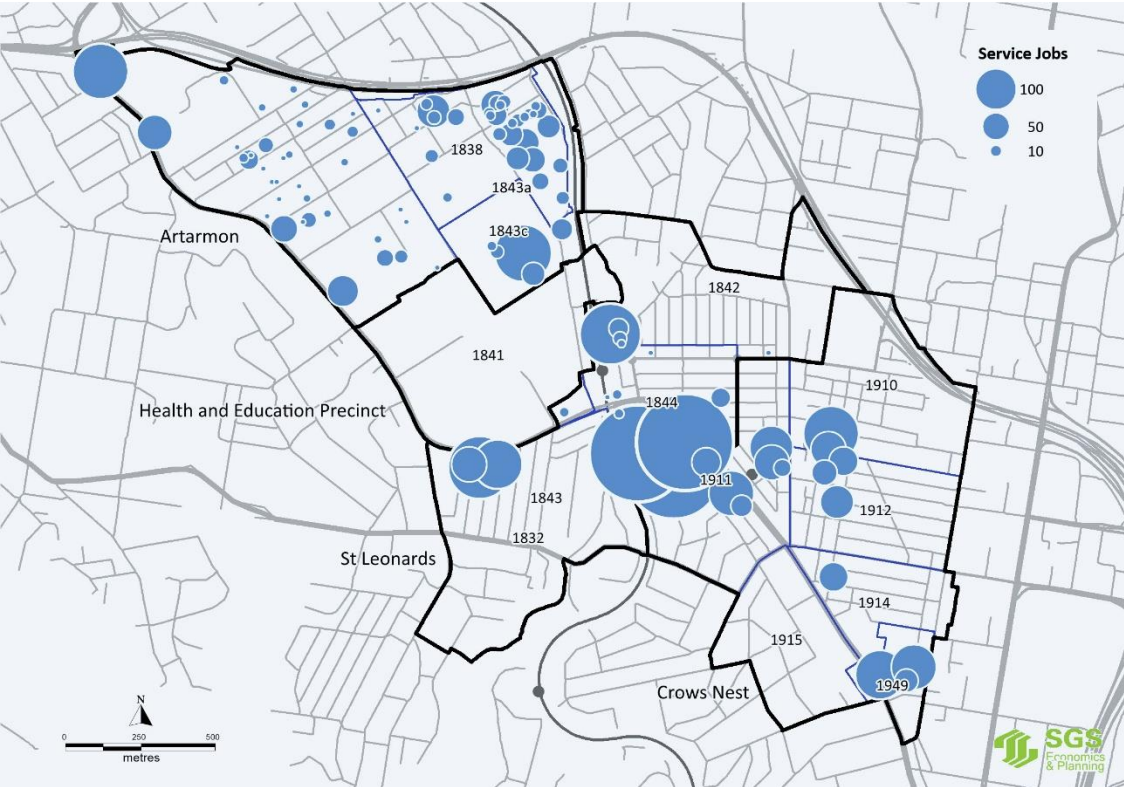 Service Jobs
100
50
10
1838
1843a
Artarmon
1843c
1842
1841
1910
Health and Education Precinct
1844
1911
1843
1912
1832
St Leonards
1914
1915
1949
Crows Nest
N
0 250 500
metres
SGS
Economics
& Planning